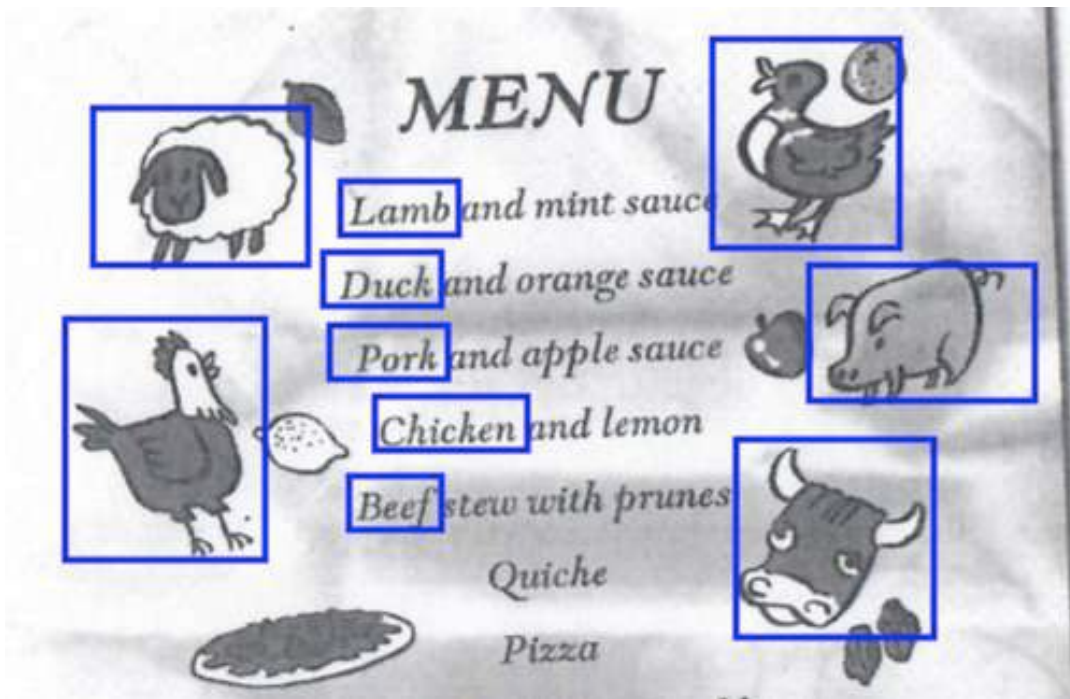 MENU
Lamb and mint sauce
Duck and orange sauce
Pork and apple sauce
Chicken and lemon
Beef stew with prunes
Quiche
Pizza